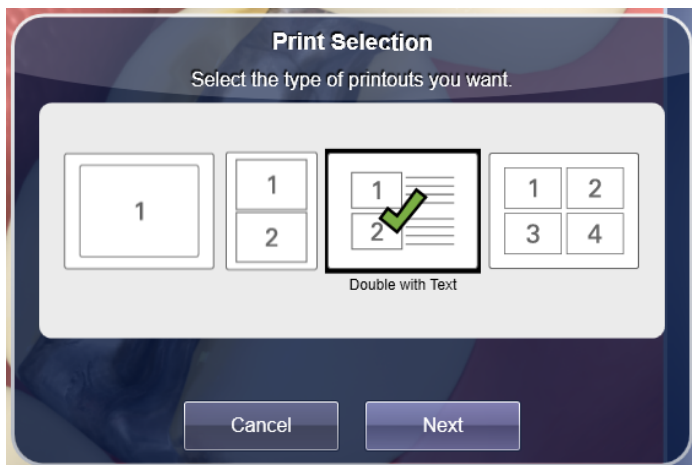 Print Selection
Select the type of printouts you want.
1
1
2
1
2
1 2
3 4
Double with Text
Cancel Next